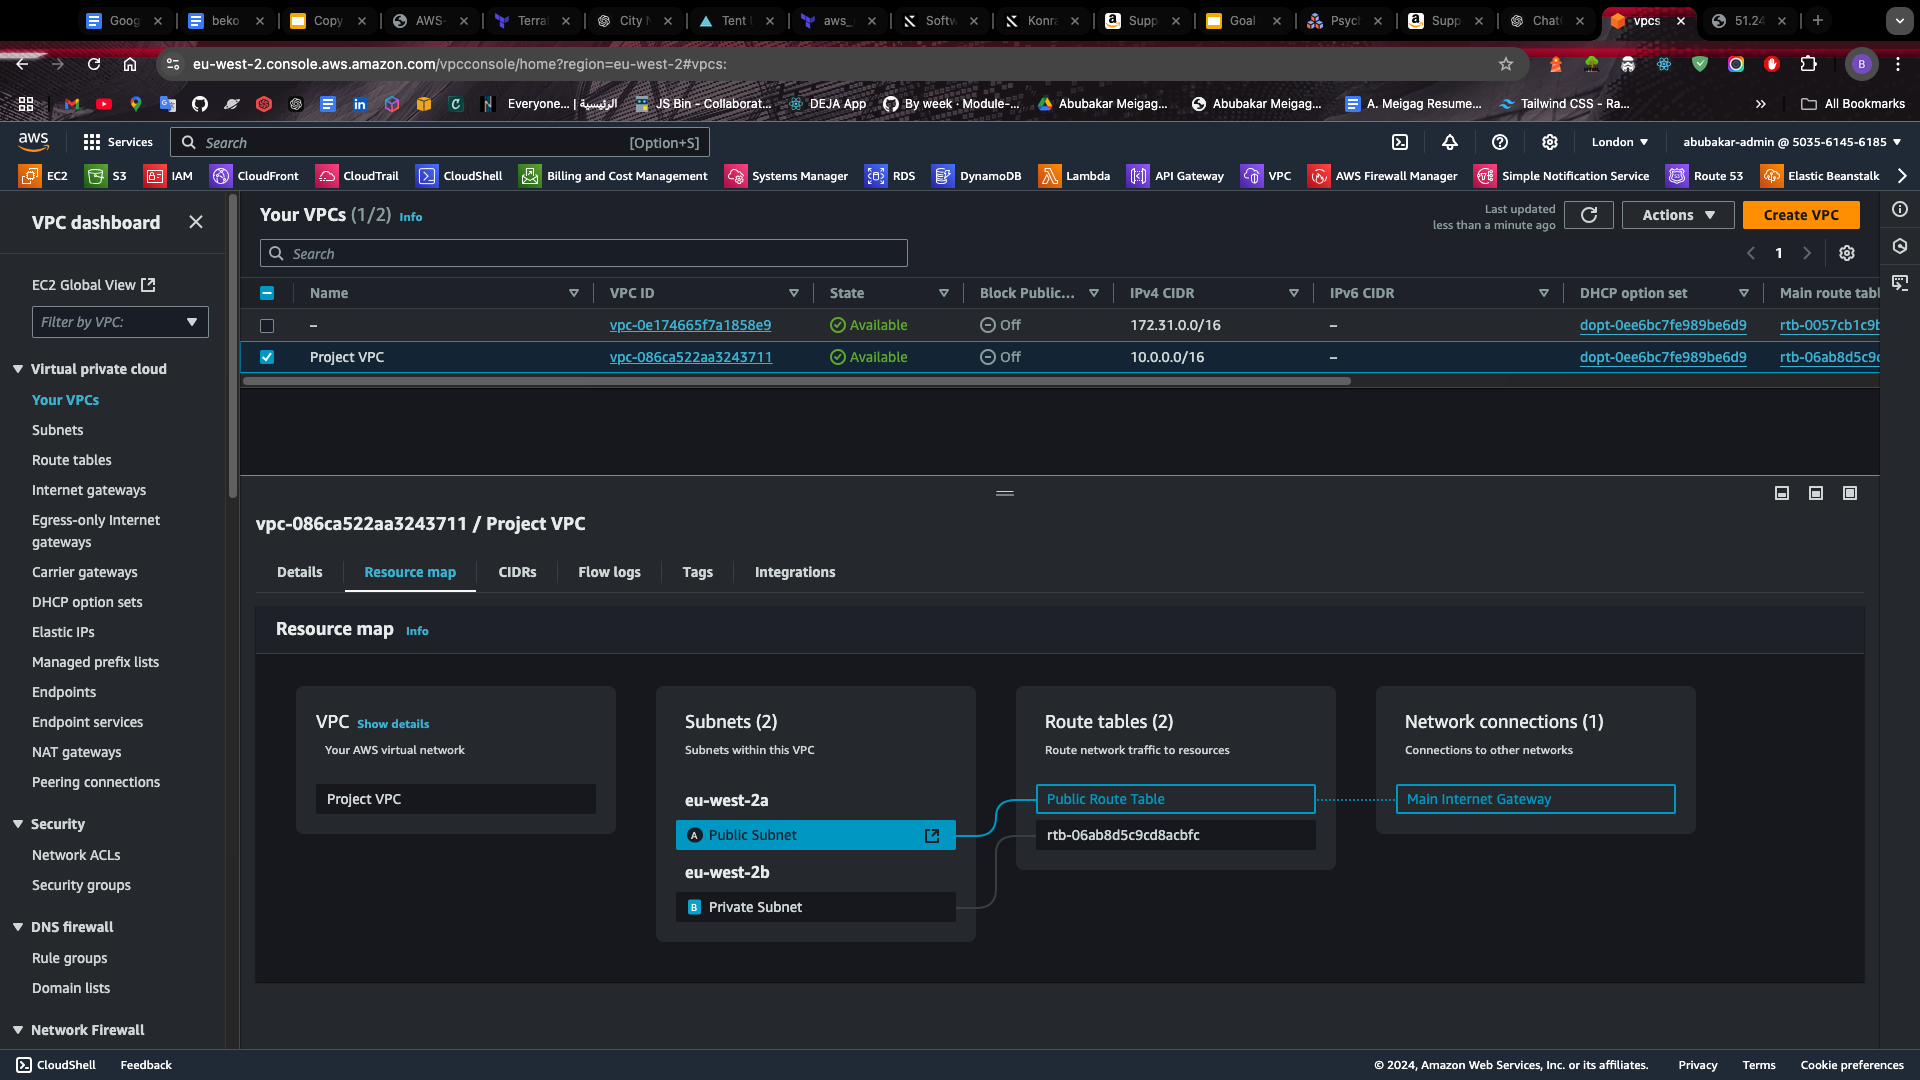 Goog
beko
Copy
AWS-
Terra
City N
Tent
aws_
Softw
Konra
Supp
Goal
Psych
Supp
Chat
vpcs
51.24
eu-west-2.console.aws.amazon.com/vpcconsole/home?region=eu-west-2#vpcs:
B
Everyone... | الرئيسية
JS Bin - Collaborat...
DEJA App
By week · Module-...
Abubakar Meigag...
Abubakar Meigag...
A. Meigag Resume...
Tailwind CSS - Ra...
All Bookmarks
aws
Services
Search
[Option+S]
London
abubakar-admin @ 5035-6145-6185
EC2
S3
IAM
CloudFront
CloudTrail
CloudShell
Billing and Cost Management
Systems Manager
RDS
DynamoDB
Lambda
API Gateway
VPC
AWS Firewall Manager
Simple Notification Service
Route 53
Elastic Beanstalk
VPC dashboard
EC2 Global View
Filter by VPC:
Virtual private cloud
Your VPCs
Subnets
Route tables
Internet gateways
Egress-only Internet
gateways
Carrier gateways
DHCP option sets
Elastic IPs
Managed prefix lists
Endpoints
Endpoint services
NAT gateways
Peering connections
Security
Network ACLs
Security groups
DNS firewall
Rule groups
Domain lists
Network Firewall
Your VPCs (1/2) Info
Last updated
less than a minute ago
Actions
Create VPC
Search
1
Name VPC ID State Block Public... IPv4 CIDR IPv6 CIDR DHCP option set Main route tabl
– vpc-0e174665f7a1858e9 Available Off 172.31.0.0/16 – dopt-0ee6bc7fe989be6d9 rtb-0057cb1c9b
Project VPC vpc-086ca522aa3243711 Available Off 10.0.0.0/16 – dopt-0ee6bc7fe989be6d9 rtb-06ab8d5c9c
vpc-086ca522aa3243711 / Project VPC
Details
Resource map
CIDRs
Flow logs
Tags
Integrations
Resource map Info
VPC Show details
Your AWS virtual network
Project VPC
Subnets (2)
Subnets within this VPC
eu-west-2a
A Public Subnet
eu-west-2b
B Private Subnet
Route tables (2)
Route network traffic to resources
Public Route Table
rtb-06ab8d5c9cd8acbfc
Network connections (1)
Connections to other networks
Main Internet Gateway
CloudShell
Feedback
© 2024, Amazon Web Services, Inc. or its affiliates.
Privacy
Terms
Cookie preferences